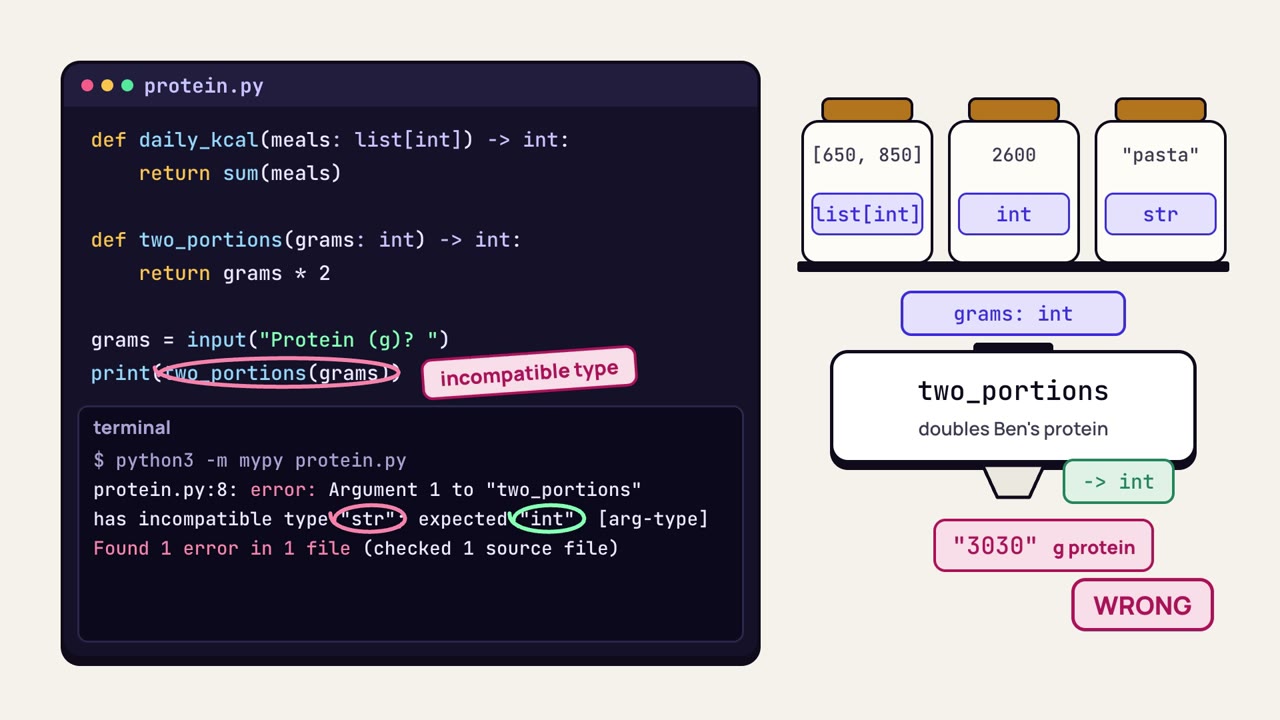 protein.py
def daily_kcal(meals: list[int]) -> int:
    return sum(meals)
def two_portions(grams: int) -> int:
    return grams * 2
grams = input("Protein (g)? ")
print(two_portions(grams))
incompatible type
terminal
$ python3 -m mypy protein.py
protein.py:8: error: Argument 1 to "two_portions"
has incompatible type "str"; expected "int"  [arg-type]
Found 1 error in 1 file (checked 1 source file)
[650, 850]
list[int]
2600
int
"pasta"
str
grams: int
two_portions
doubles Ben's protein
-> int
"3030" g protein
WRONG